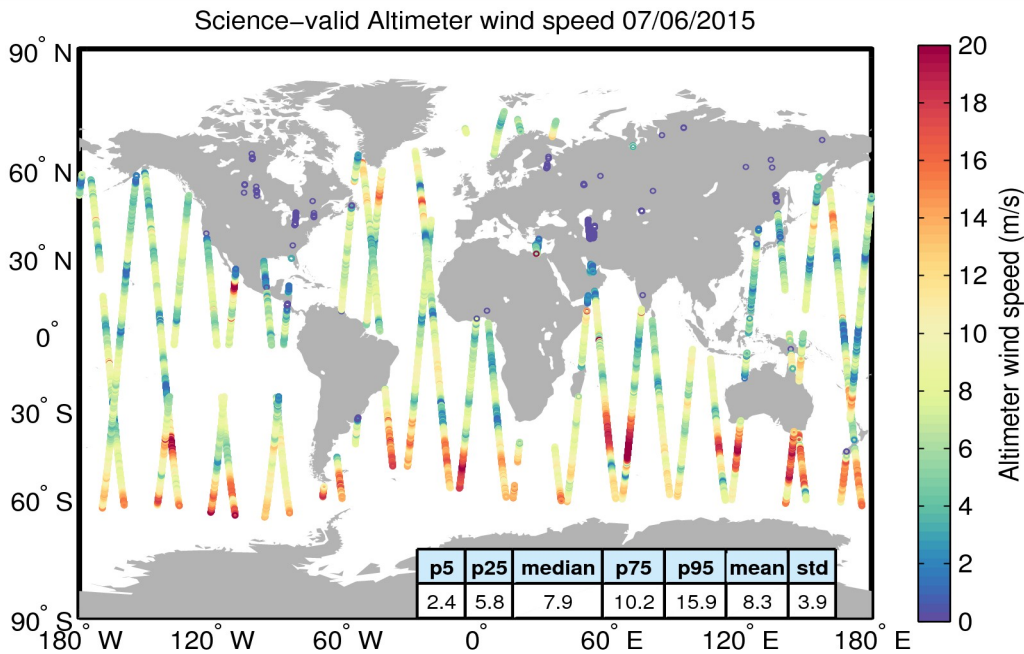 Science−valid Altimeter wind speed 07/06/2015
90° N
60° N
30° N
0°
30° S
60° S
90° S
180° W
120° W
60° W
0°
60° E
120° E
180° E
p5 p25 median p75 p95 mean std
2.4 5.8 7.9 10.2 15.9 8.3 3.9
20
18
16
14
12
10
8
6
4
2
0
Altimeter wind speed (m/s)